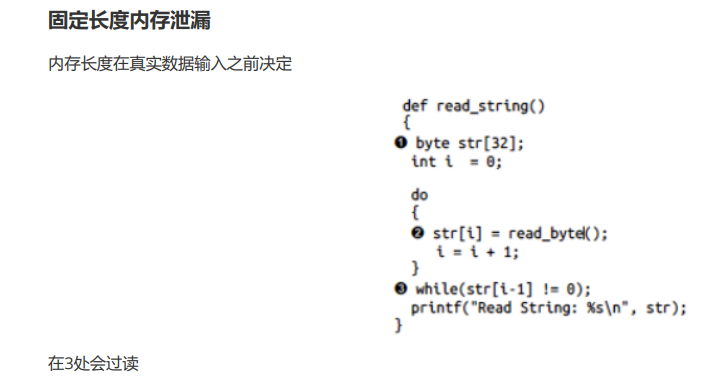 固定长度内存泄漏
内存长度在真实数据输入之前决定
def read_string()
{
❶ byte str[32];
int i = 0;
do
{
❷ str[i] = read_byte();
i = i + 1;
}
❸ while(str[i-1] != 0);
printf("Read String: %s\n", str);
}
在3处会过读